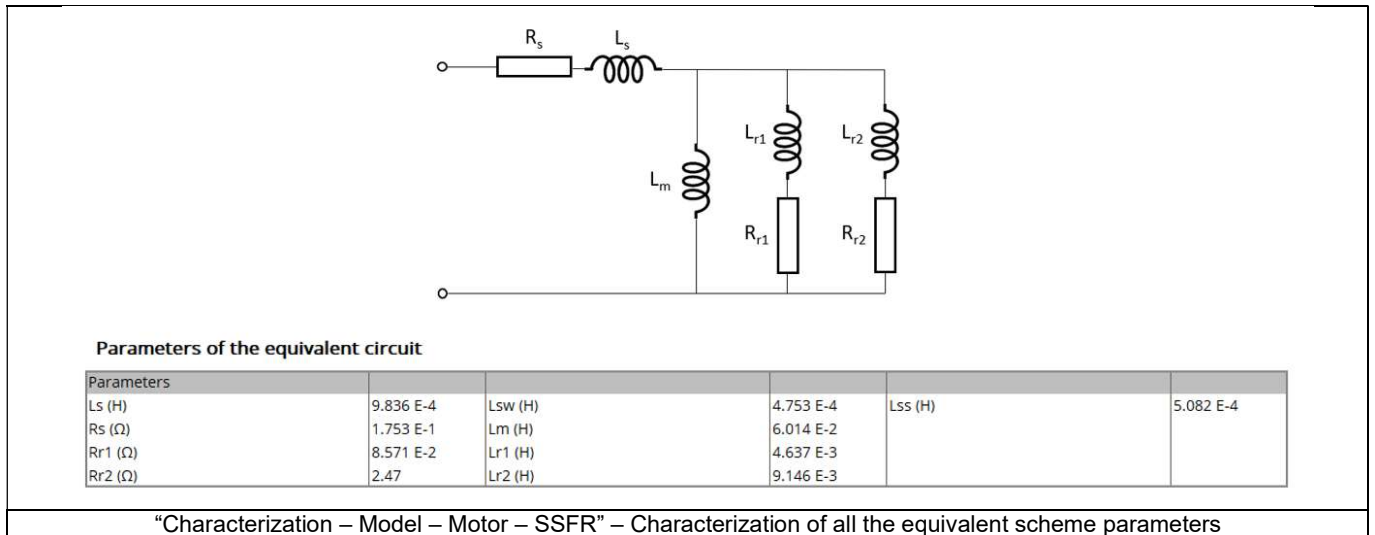 Rs Ls
Lr1 Lr2
Lm
Rr1 Rr2
Parameters of the equivalent circuit
Parameters
Ls (H) 9.836 E-4 Lsw (H) 4.753 E-4 Lss (H) 5.082 E-4
Rs (Ω) 1.753 E-1 Lm (H) 6.014 E-2
Rr1 (Ω) 8.571 E-2 Lr1 (H) 4.637 E-3
Rr2 (Ω) 2.47 Lr2 (H) 9.146 E-3
“Characterization – Model – Motor – SSFR” – Characterization of all the equivalent scheme parameters